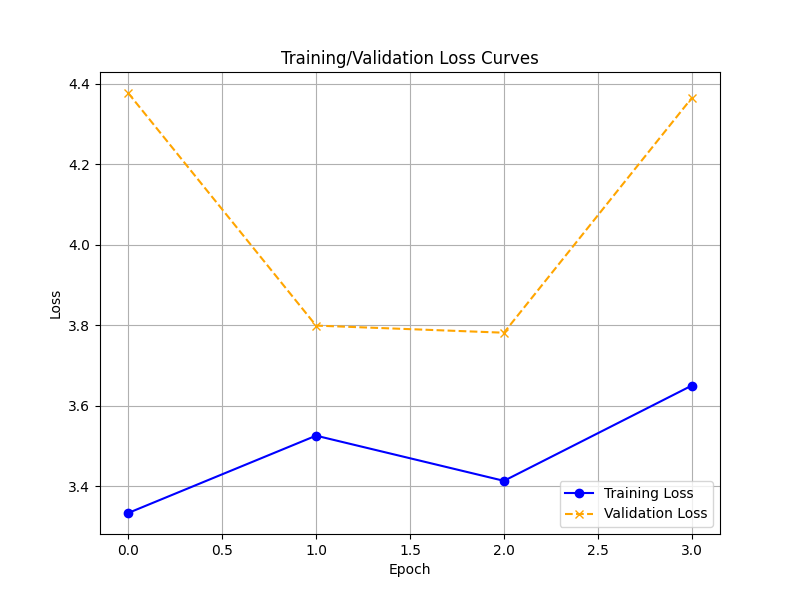 Training/Validation Loss Curves
4.4
4.2
4.0
3.8
3.6
3.4
Loss
0.0 0.5 1.0 1.5 2.0 2.5 3.0
Epoch
Training Loss
Validation Loss